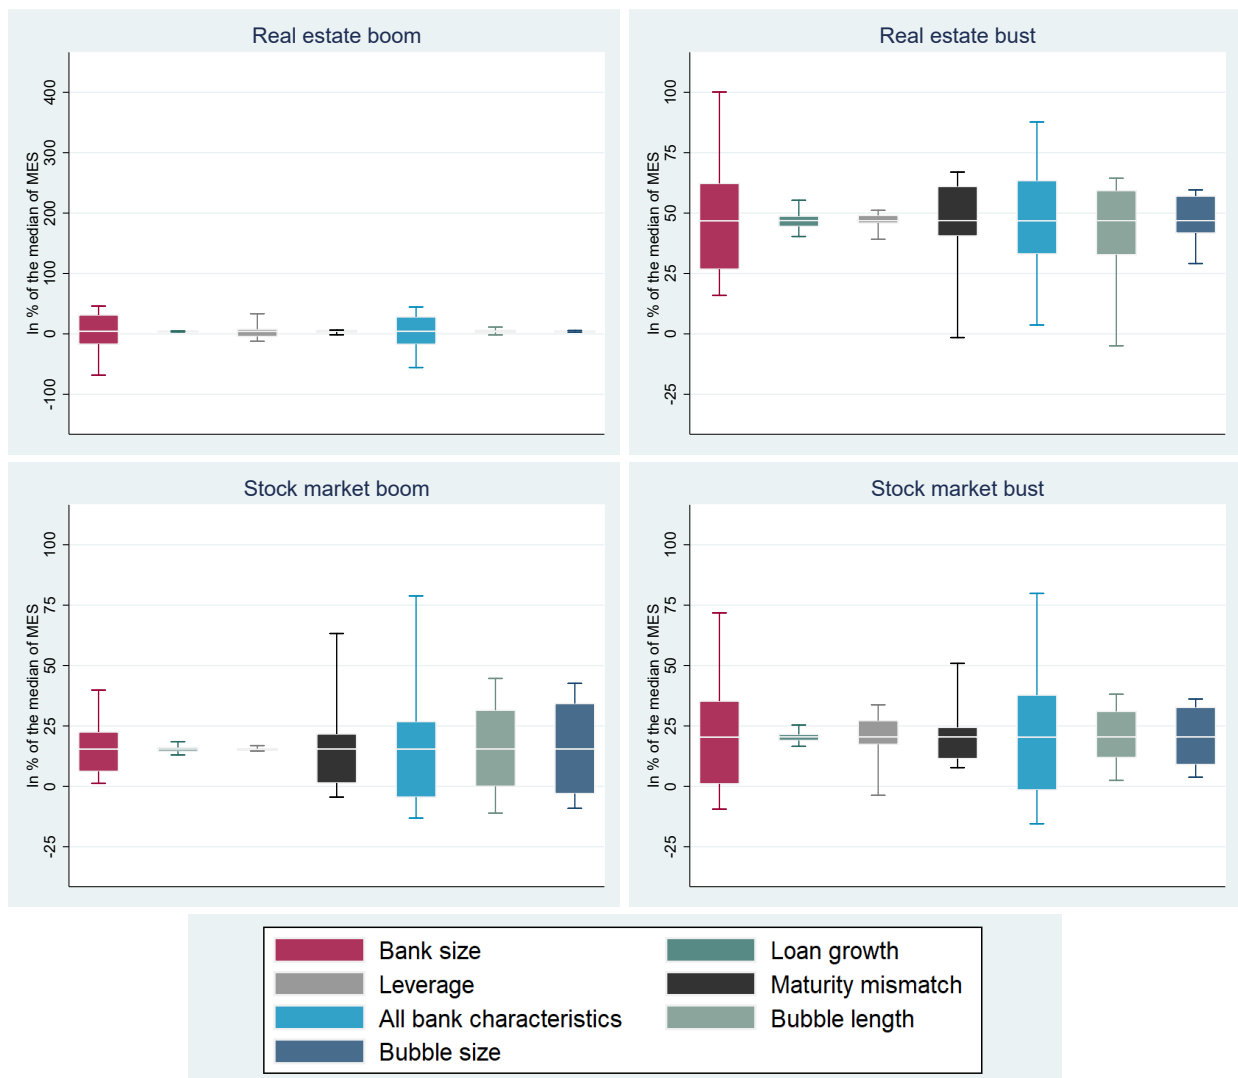 Real estate boom
In % of the median of MES
400
300
200
100
0
-100
Real estate bust
In % of the median of MES
100
75
50
25
0
-25
Stock market boom
In % of the median of MES
100
75
50
25
0
-25
Stock market bust
In % of the median of MES
100
75
50
25
0
-25
Bank size
Loan growth
Leverage
Maturity mismatch
All bank characteristics
Bubble length
Bubble size